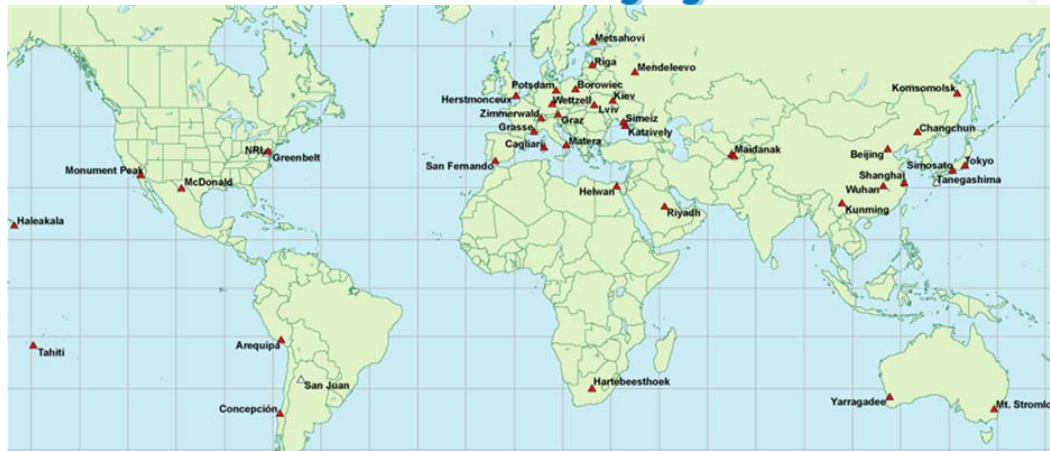 Metsahovi
Riga
Mendeleevo
Potsdam
Borowiec
Komsomolsk
Herstmonceux
Wettzell
Kiev
Lviv
Zimmerwald
Graz
Simeiz
Grasse
Katzively
Changchun
Cagliari
Matera
NRL
Greenbelt
Maidanak
Beijing
Tokyo
Simosato
San Fernando
Monument Peak
McDonald
Shanghai
Tanegashima
Helwan
Wuhan
Riyadh
Kunming
Haleakala
Arequipa
Tahiti
San Juan
Hartebeesthoek
Concepción
Yarragadee
Mt. Stromlo